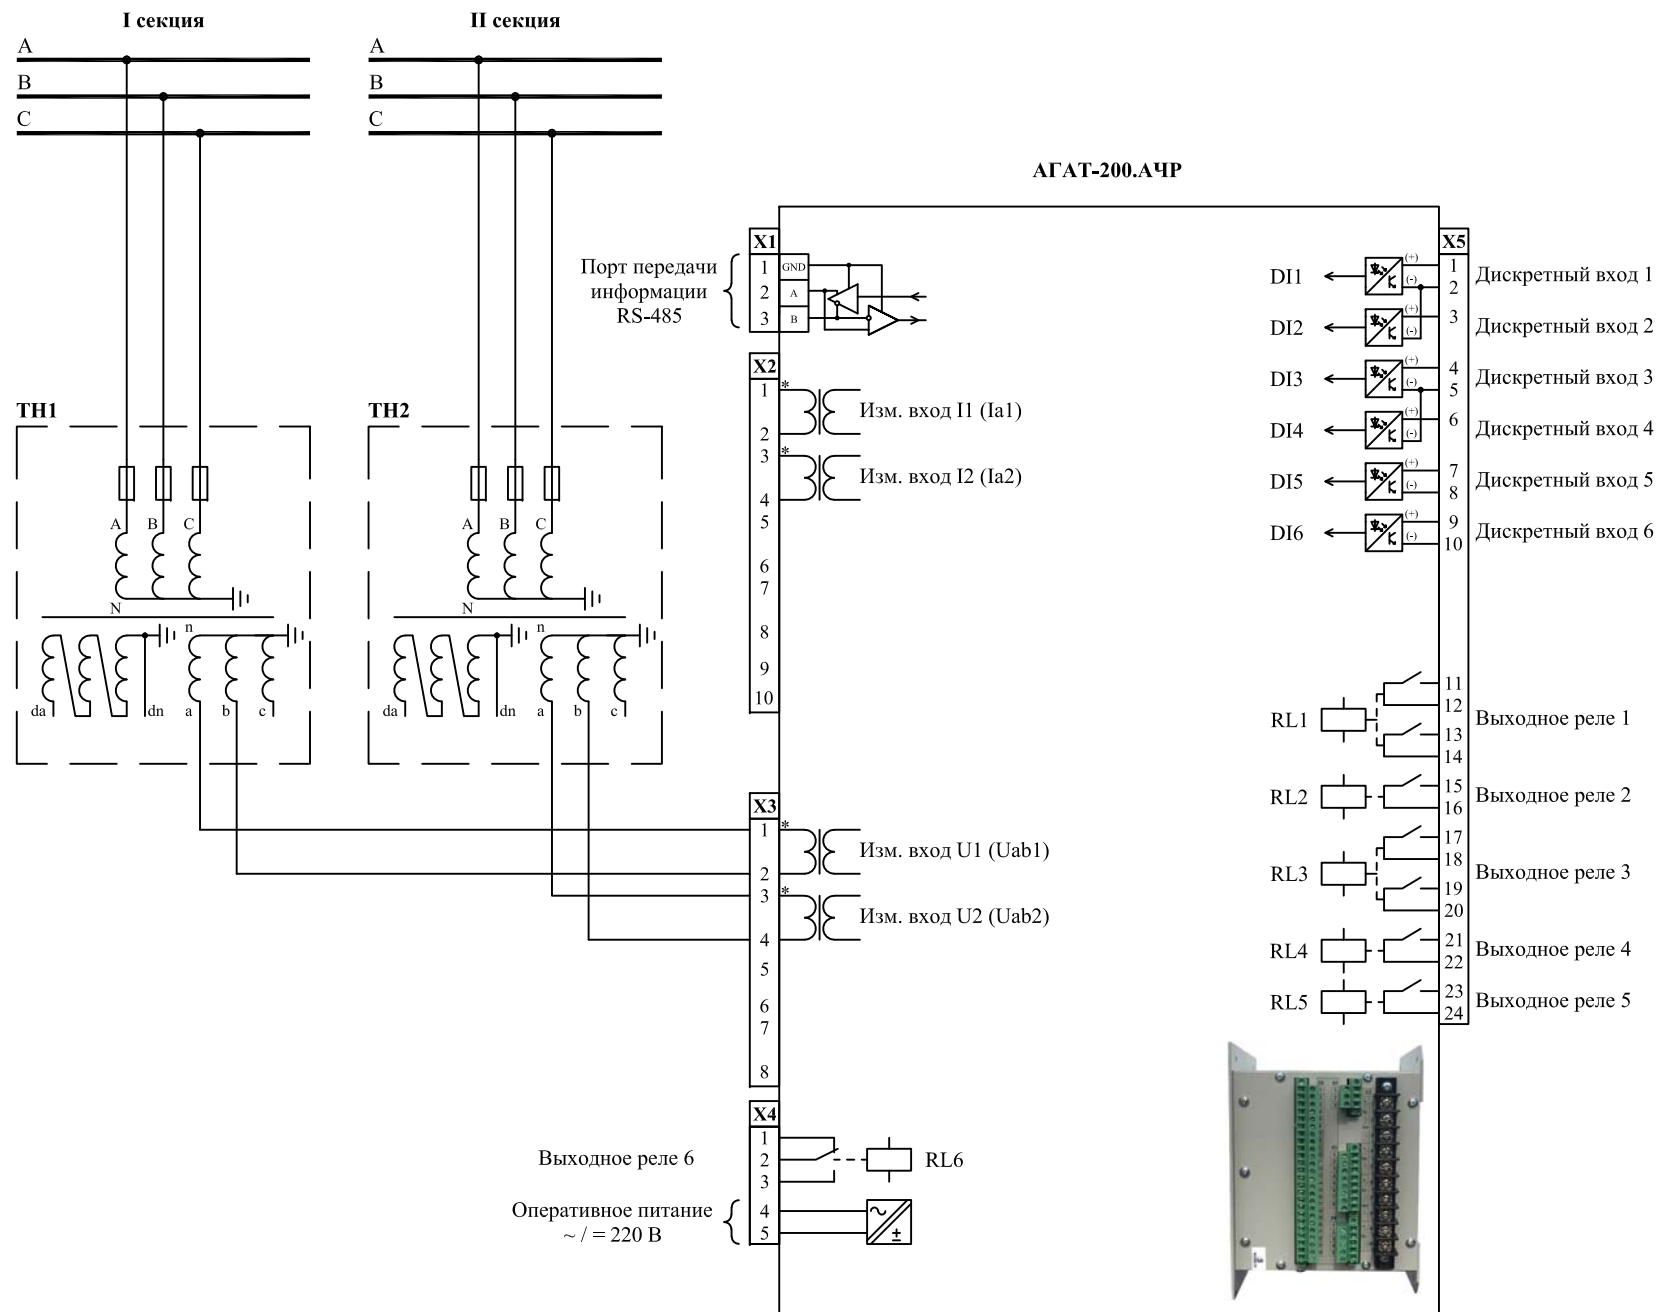 I секция
II секция
A
B
C
A
B
C
АГАТ-200.АЧР
ТН1
A
B
C
N
n
da
dn
a
b
c
ТН2
A
B
C
N
n
da
dn
a
b
c
Порт передачи
информации
RS-485
X1
1 GND
2 A
3 B
X2
1 *
Изм. вход I1 (Ia1)
2
3 *
Изм. вход I2 (Ia2)
4
5
6
7
8
9
10
X3
1 *
Изм. вход U1 (Uab1)
2
3 *
Изм. вход U2 (Uab2)
4
5
6
7
8
X4
1
Выходное реле 6 2 RL6
3
Оперативное питание
~ / = 220 В
4
5
~
±
X5
DI1 (+) 1 Дискретный вход 1
(-) 2
DI2 (+) 3 Дискретный вход 2
(-)
DI3 (+) 4 Дискретный вход 3
(-) 5
DI4 (+) 6 Дискретный вход 4
(-)
DI5 (+) 7 Дискретный вход 5
(-) 8
DI6 (+) 9 Дискретный вход 6
(-) 10
11
12
RL1 Выходное реле 1
13
14
RL2 15 Выходное реле 2
16
17
18
RL3 Выходное реле 3
19
20
RL4 21 Выходное реле 4
22
RL5 23 Выходное реле 5
24